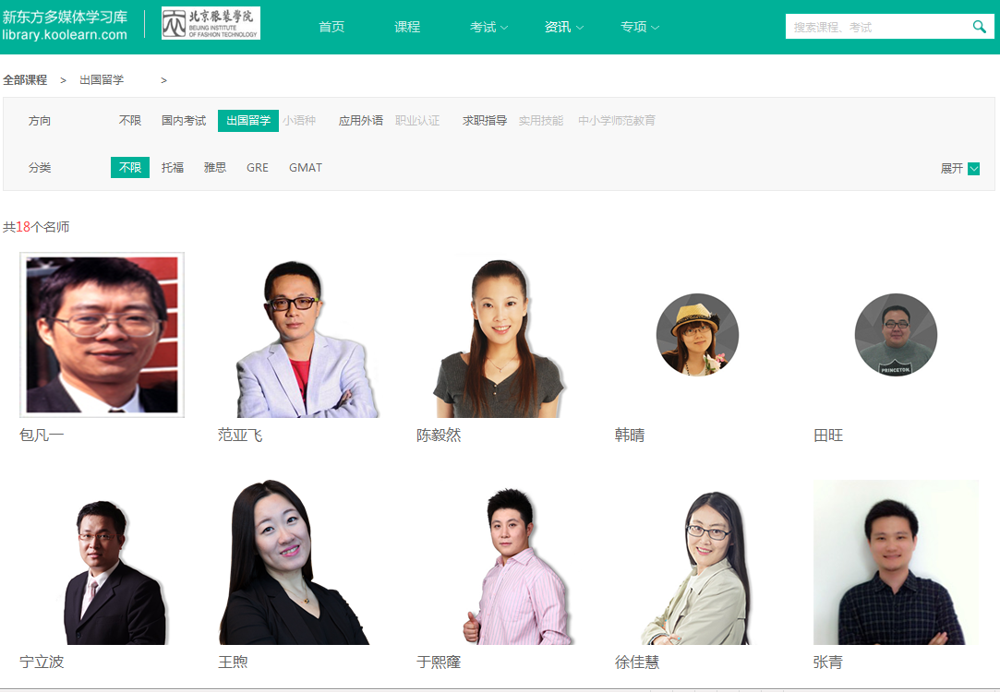 新东方多媒体学习库
library.koolearn.com
北京服装學院
BEIJING INSTITUTE
OF FASHION TECHNOLOGY
首页 课程 考试 资讯 专项
搜索课程、考试
全部课程 > 出国留学 >
方向 不限 国内考试 出国留学 小语种 应用外语 职业认证 求职指导 实用技能 中小学师范教育
分类 不限 托福 雅思 GRE GMAT 展开
共18个名师
PRINCETON
包凡一 范亚飞 陈毅然 韩晴 田旺
宁立波 王煦 于熙窿 徐佳慧 张青